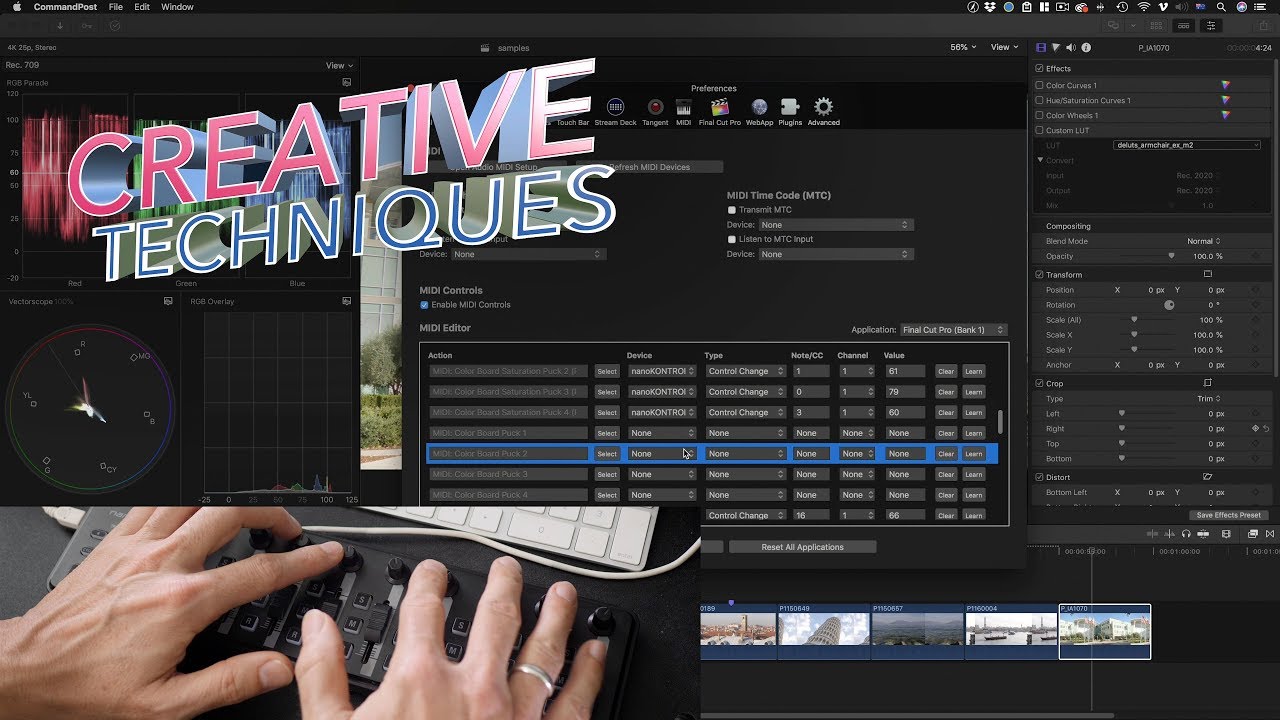 CommandPost File Edit Window
4K 25p, Stereo
samples
56% View
P_IA1070
4:24
Rec. 709 View
RGB Parade
120
100
75
60
50
25
0
-20
Red Green Blue
CREATIVE
TECHNIQUES
Vectorscope 100%
R
MG
YL
B
G
CY
RGB Overlay
-25 0 25 50 75 100 125
Preferences
Touch Bar Stream Deck Tangent MIDI Final Cut Pro WebApp Plugins Advanced
Open Audio MIDI Setup Refresh MIDI Devices
MIDI Time Code (MTC)
Transmit MTC
Device: None
Listen to MTC Input
Device: None
Input
Device: None
MIDI Controls
Enable MIDI Controls
MIDI Editor
Application: Final Cut Pro (Bank 1)
Action Device Type Note/CC Channel Value
MIDI: Color Board Saturation Puck 2 Select nanoKONTROL Control Change 1 1 61 Clear Learn
MIDI: Color Board Saturation Puck 3 Select nanoKONTROL Control Change 0 1 79 Clear Learn
MIDI: Color Board Saturation Puck 4 Select nanoKONTROL Control Change 3 1 60 Clear Learn
MIDI: Color Board Puck 1 Select None None None None None Clear Learn
MIDI: Color Board Puck 2 Select None None None None None Clear Learn
MIDI: Color Board Puck 3 Select None None None None None Clear Learn
MIDI: Color Board Puck 4 Select None None None None None Clear Learn
Control Change 16 1 66 Clear Learn
Reset All Applications
Effects
Color Curves 1
Hue/Saturation Curves 1
Color Wheels 1
Custom LUT
LUT deluts_armchair_ex_m2
Convert
Input Rec. 2020
Output Rec. 2020
Mix 1.0
Compositing
Blend Mode Normal
Opacity 100.0 %
Transform
Position X 0 px Y 0 px
Rotation 0 °
Scale (All) 100 %
Scale X 100.0 %
Scale Y 100.0 %
Anchor X 0 px Y 0 px
Crop
Type Trim
Left 0 px
Right 0 px
Top 0 px
Bottom 0 px
Distort
Bottom Left X 0 px Y 0 px
Save Effects Preset
00:01:00:00
0189 P1150649 P1150657 P1160004 P_IA1070
M
S